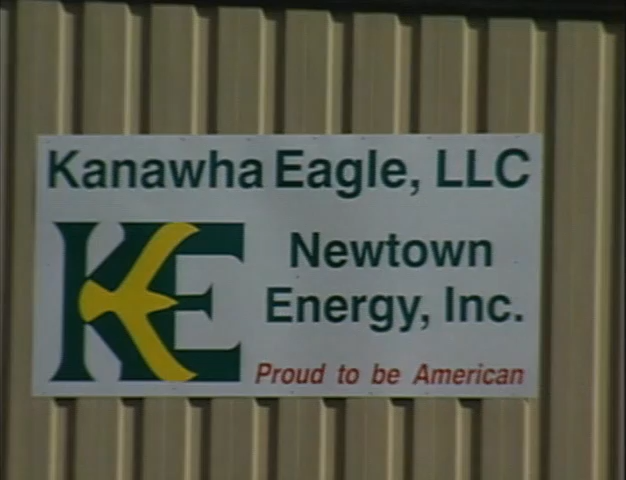 Kanawha Eagle, LLC
KE
Newtown
Energy, Inc.
Proud to be American